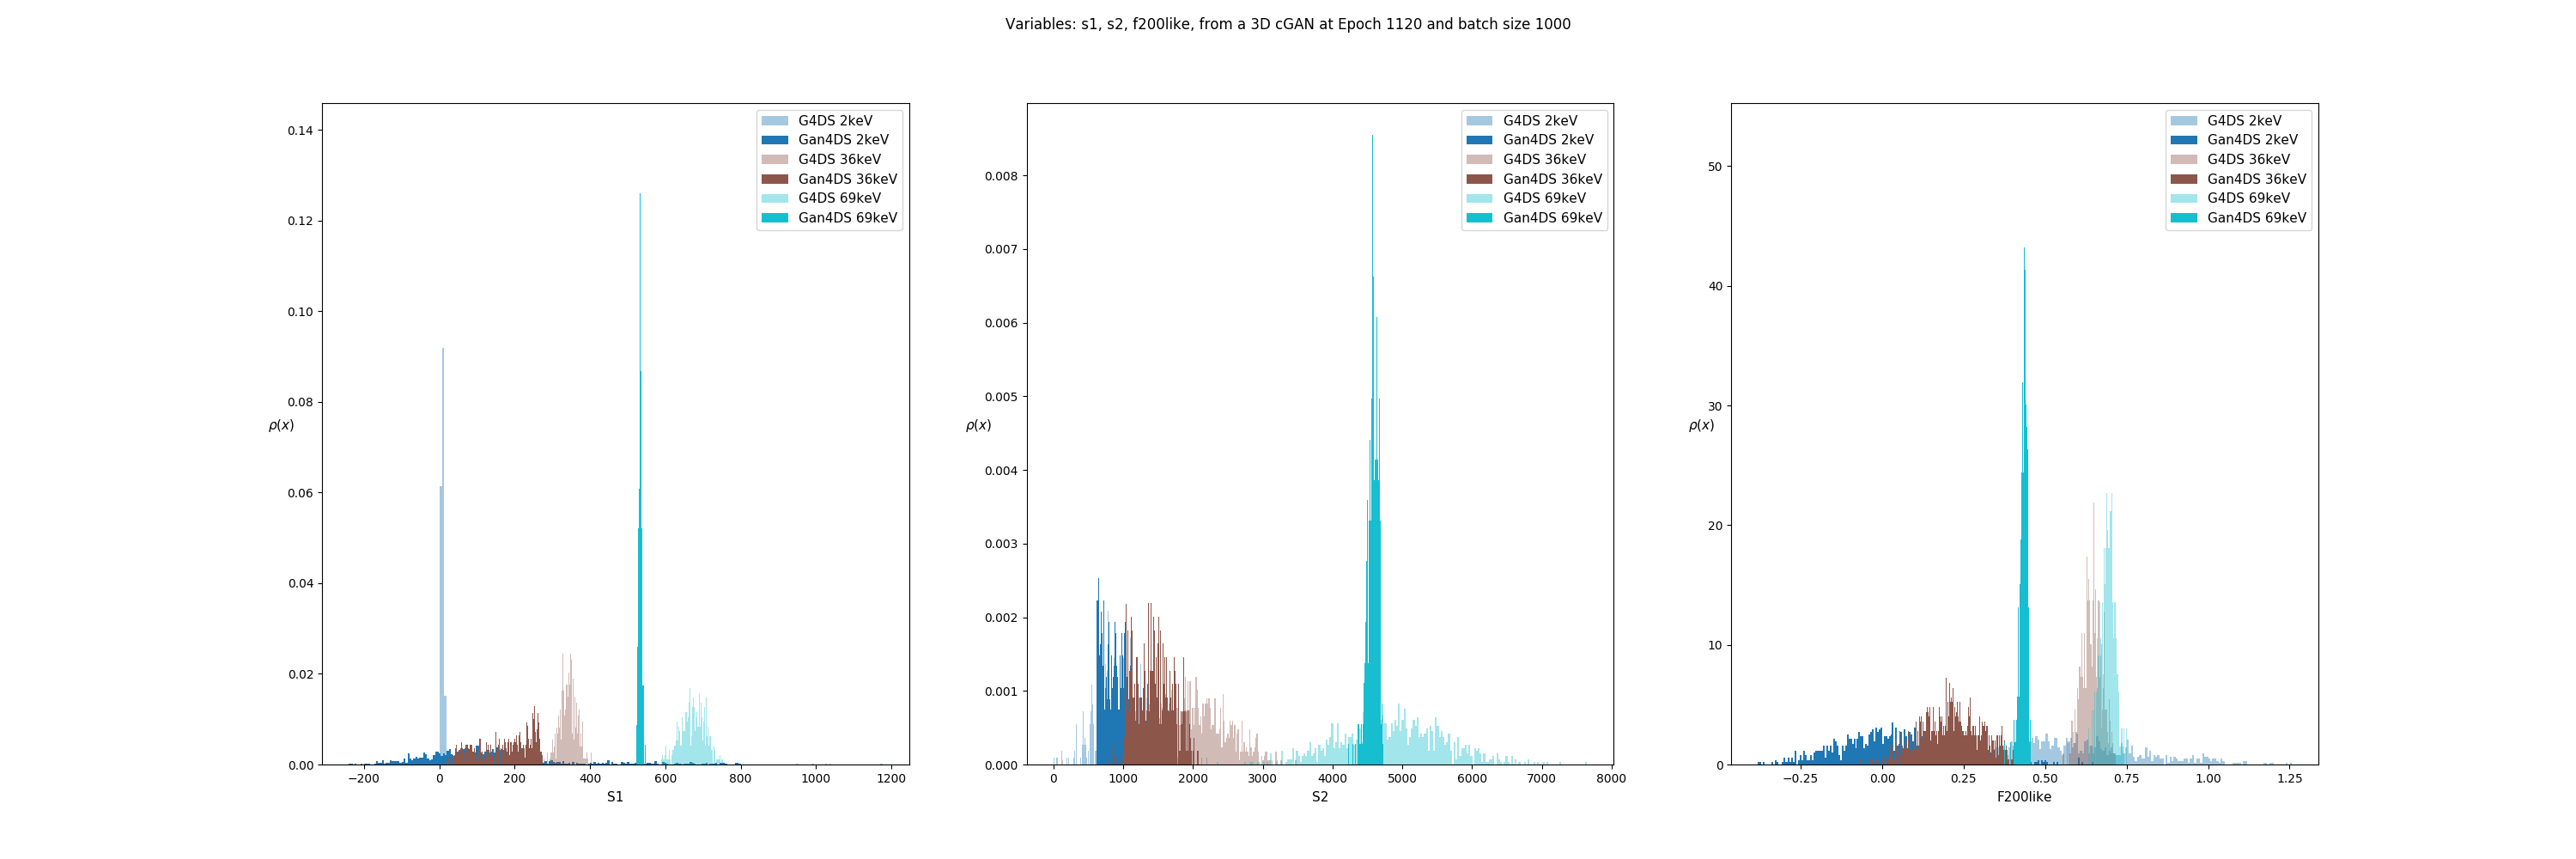 Variables: s1, s2, f200like, from a 3D cGAN at Epoch 1120 and batch size 1000
0.14
0.12
0.10
0.08
0.06
0.04
0.02
0.00
ρ(x)
−200
0
200
400
600
800
1000
1200
S1
G4DS 2keV
Gan4DS 2keV
G4DS 36keV
Gan4DS 36keV
G4DS 69keV
Gan4DS 69keV
0.008
0.007
0.006
0.005
0.004
0.003
0.002
0.001
0.000
ρ(x)
0
1000
2000
3000
4000
5000
6000
7000
8000
S2
G4DS 2keV
Gan4DS 2keV
G4DS 36keV
Gan4DS 36keV
G4DS 69keV
Gan4DS 69keV
50
40
30
20
10
0
ρ(x)
−0.25
0.00
0.25
0.50
0.75
1.00
1.25
F200like
G4DS 2keV
Gan4DS 2keV
G4DS 36keV
Gan4DS 36keV
G4DS 69keV
Gan4DS 69keV